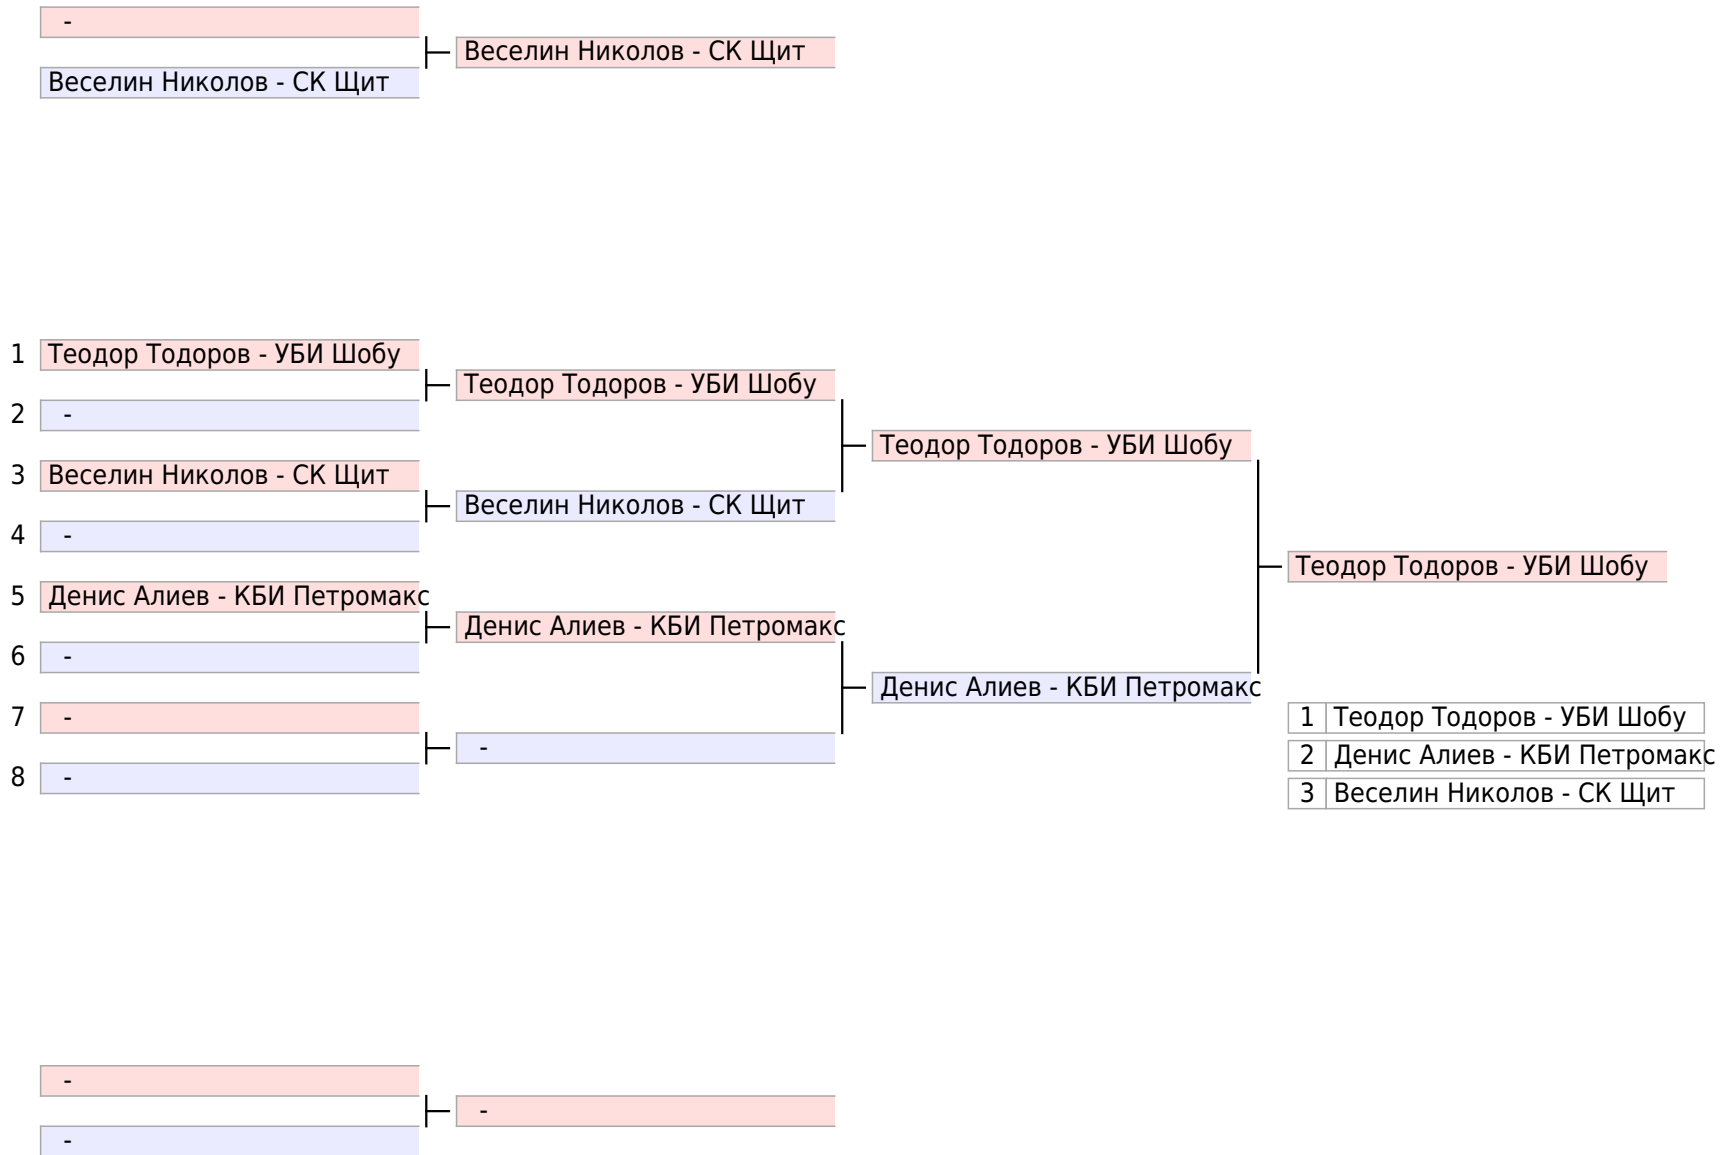 -
Веселин Николов - СК Щит
Веселин Николов - СК Щит
1 Теодор Тодоров - УБИ Шобу
Теодор Тодоров - УБИ Шобу
2 -
Теодор Тодоров - УБИ Шобу
3 Веселин Николов - СК Щит
Веселин Николов - СК Щит
4 -
Теодор Тодоров - УБИ Шобу
5 Денис Алиев - КБИ Петромакс
Денис Алиев - КБИ Петромакс
6 -
Денис Алиев - КБИ Петромакс
7 -
1 Теодор Тодоров - УБИ Шобу
-
2 Денис Алиев - КБИ Петромакс
8 -
3 Веселин Николов - СК Щит
-
-
-